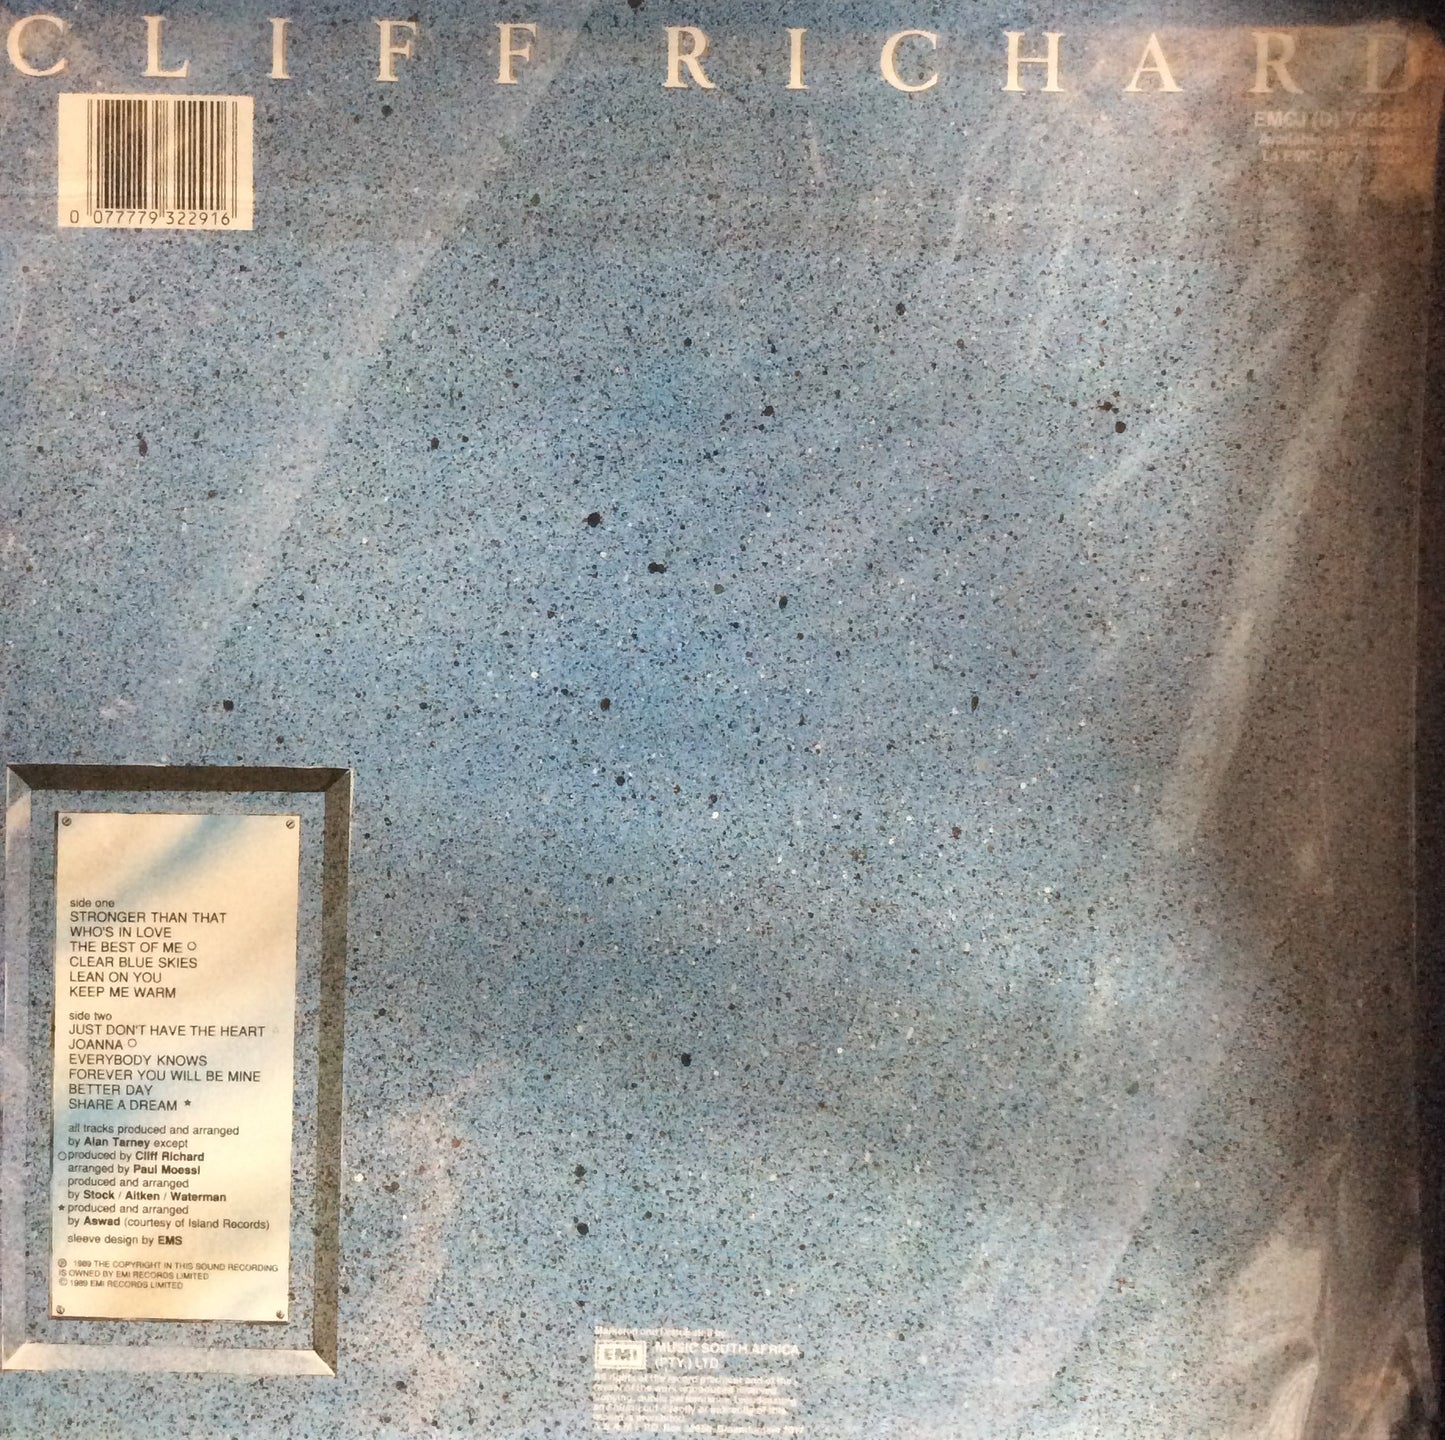 CLIFF RICHARD
EMCJ (D)
0 077779 322916
side one
STRONGER THAN THAT
WHO'S IN LOVE
THE BEST OF ME ○
CLEAR BLUE SKIES
LEAN ON YOU
KEEP ME WARM
side two
JUST DON'T HAVE THE HEART
JOANNA ○
EVERYBODY KNOWS
FOREVER YOU WILL BE MINE
BETTER DAY
SHARE A DREAM ★
all tracks produced and arranged
by Alan Tarney except
○ produced by Cliff Richard
arranged by Paul Moessl
produced and arranged
by Stock / Aitken / Waterman
★ produced and arranged
by Aswad (courtesy of Island Records)
sleeve design by EMS
℗ 1989 THE COPYRIGHT IN THIS SOUND RECORDING
IS OWNED BY EMI RECORDS LIMITED
© 1989 EMI RECORDS LIMITED
Marketed and Distributed by
EMI MUSIC SOUTH AFRICA
(PTY.) LTD